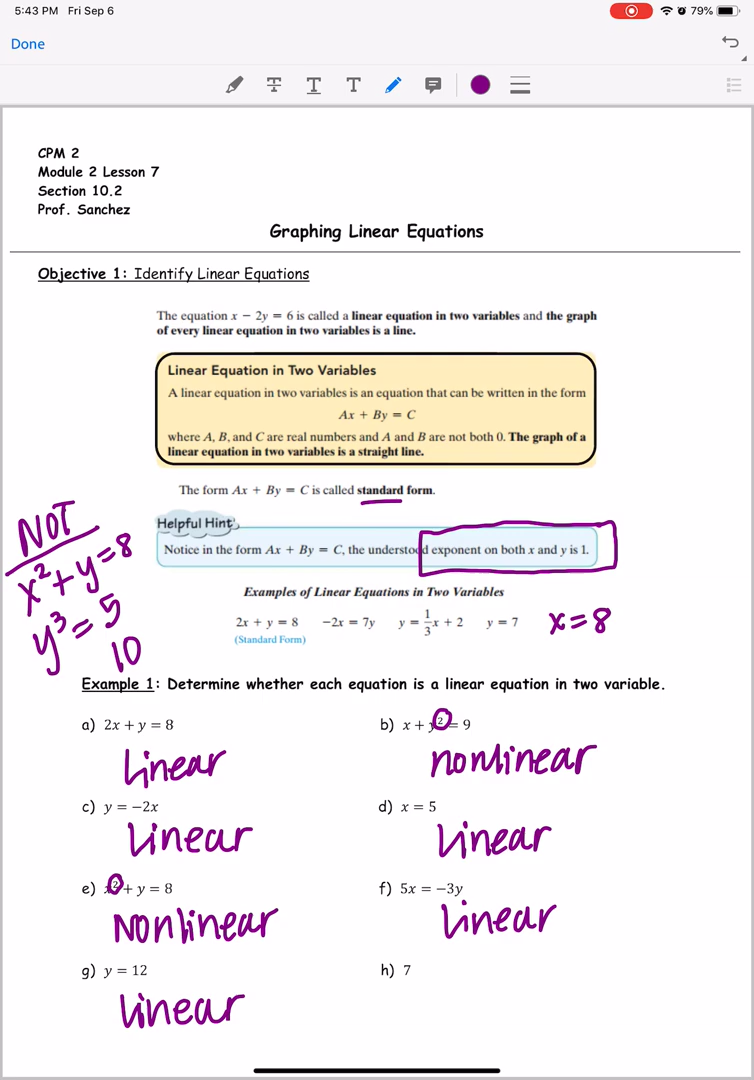 5:43 PM Fri Sep 6
79%
Done
CPM 2
Module 2 Lesson 7
Section 10.2
Prof. Sanchez
Graphing Linear Equations
Objective 1: Identify Linear Equations
The equation x − 2y = 6 is called a linear equation in two variables and the graph
of every linear equation in two variables is a line.
Linear Equation in Two Variables
A linear equation in two variables is an equation that can be written in the form
Ax + By = C
where A, B, and C are real numbers and A and B are not both 0. The graph of a
linear equation in two variables is a straight line.
The form Ax + By = C is called standard form.
Helpful Hint
Notice in the form Ax + By = C, the understood exponent on both x and y is 1.
NOT
x² + y = 8
y³ = 5
10
Examples of Linear Equations in Two Variables
2x + y = 8 −2x = 7y y = 1/3 x + 2 y = 7 x = 8
(Standard Form)
Example 1: Determine whether each equation is a linear equation in two variable.
a) 2x + y = 8 b) x + y² = 9
Linear nonlinear
c) y = −2x d) x = 5
Linear Linear
e) x² + y = 8 f) 5x = −3y
Nonlinear Linear
g) y = 12 h) 7
Linear